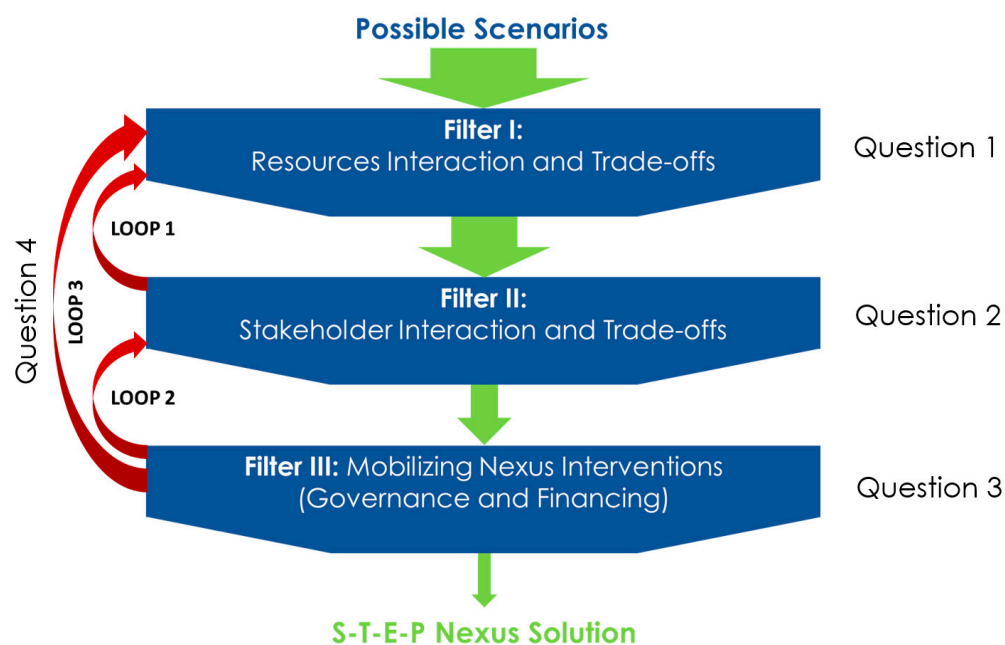 Possible Scenarios
Filter I:
Resources Interaction and Trade-offs
Question 1
LOOP 1
Question 4
LOOP 3
Filter II:
Stakeholder Interaction and Trade-offs
Question 2
LOOP 2
Filter III: Mobilizing Nexus Interventions
(Governance and Financing)
Question 3
S-T-E-P Nexus Solution